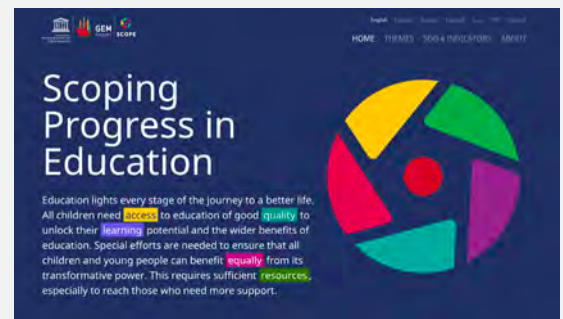 GEM
SCOPE
English
HOME THEMES SDG 4 INDICATORS ABOUT
Scoping
Progress in
Education
Education lights every stage of the journey to a better life.
All children need access to education of good quality to
unlock their learning potential and the wider benefits of
education. Special efforts are needed to ensure that all
children and young people can benefit equally from its
transformative power. This requires sufficient resources,
especially to reach those who need more support.